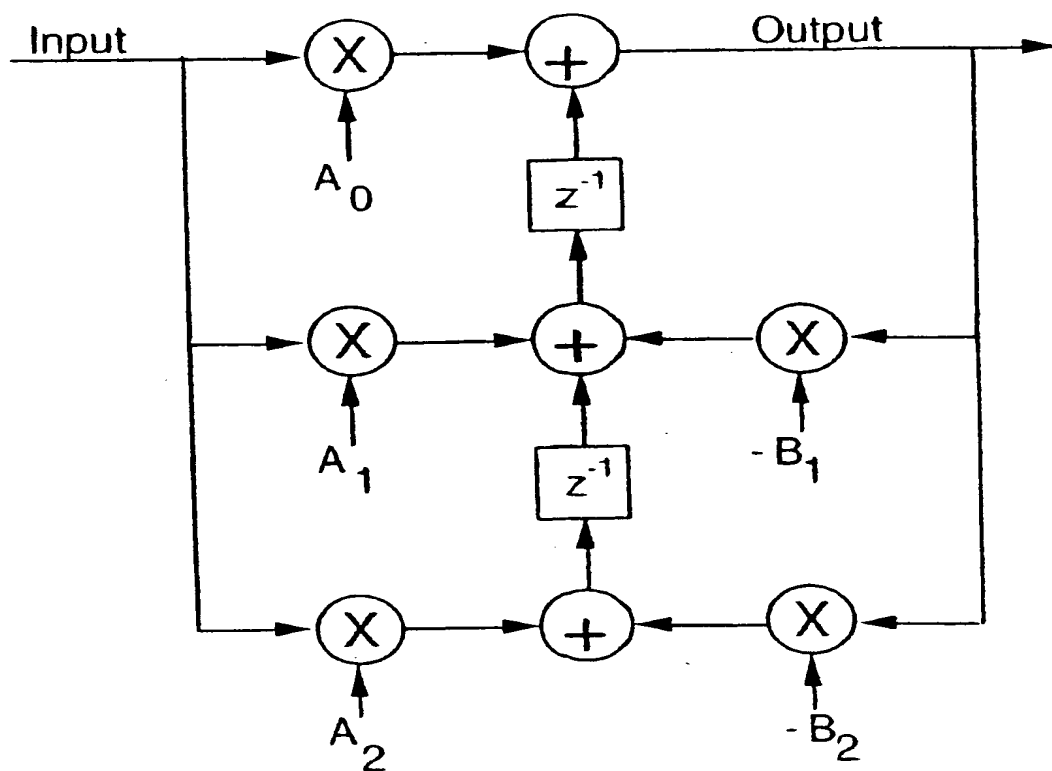 Input
Output
X
+
A0
z⁻¹
X
+
X
A1
-B1
z⁻¹
X
+
X
A2
-B2